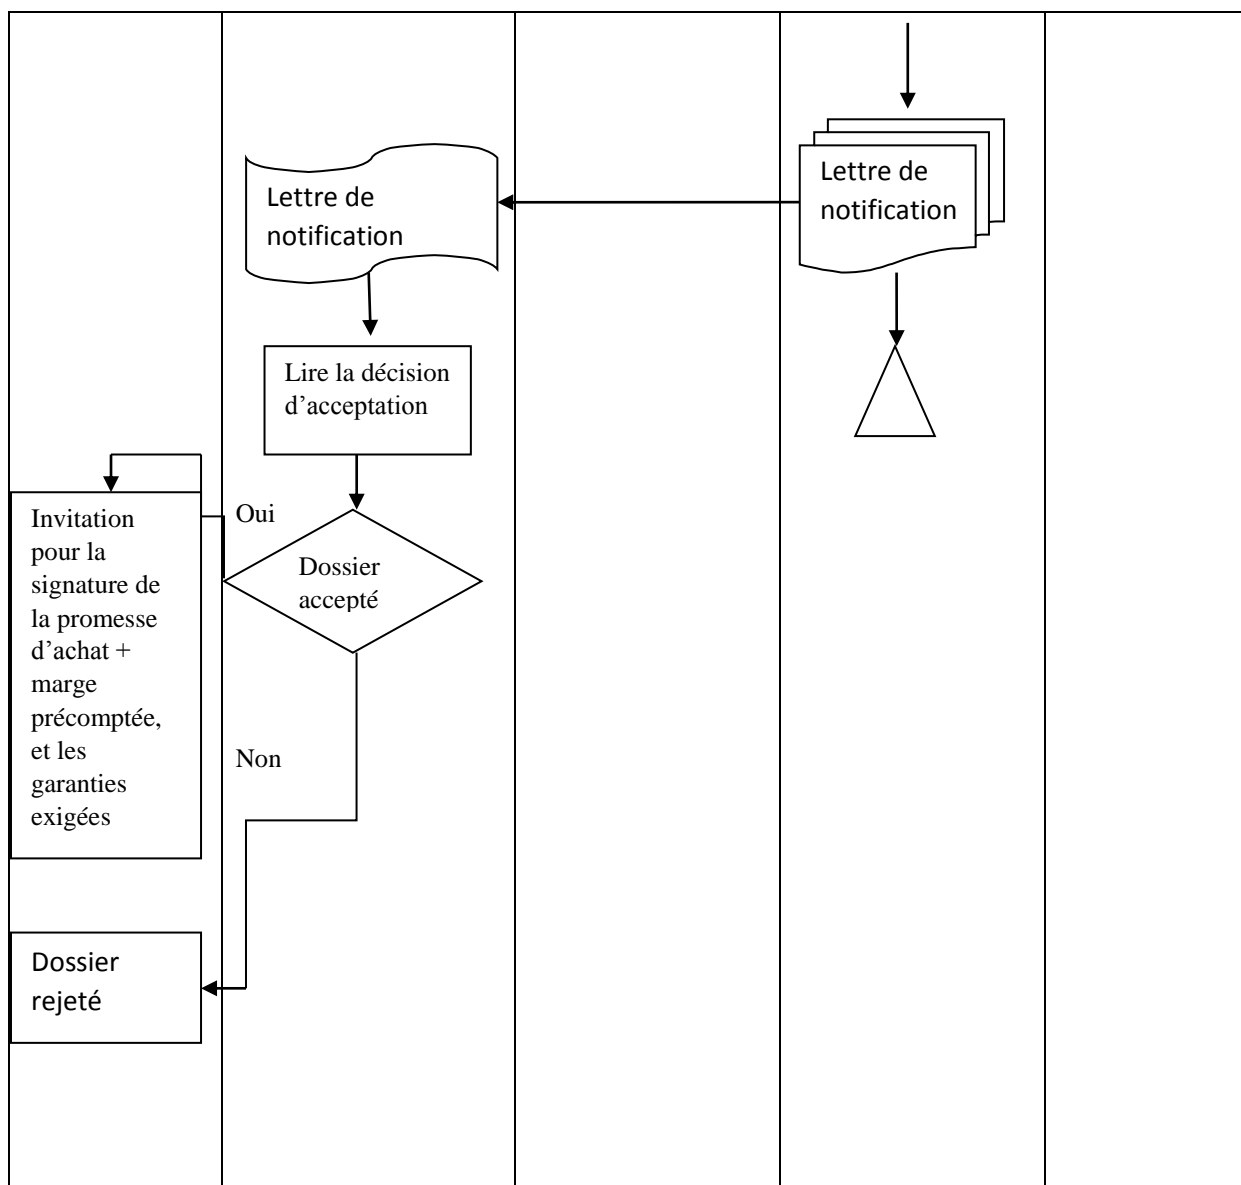 Lettre de
notification
Lettre de
notification
Lire la décision
d’acceptation
Oui
Dossier
accepté
Invitation
pour la
signature de
la promesse
d’achat +
marge
précomptée,
et les
garanties
exigées
Non
Dossier
rejeté